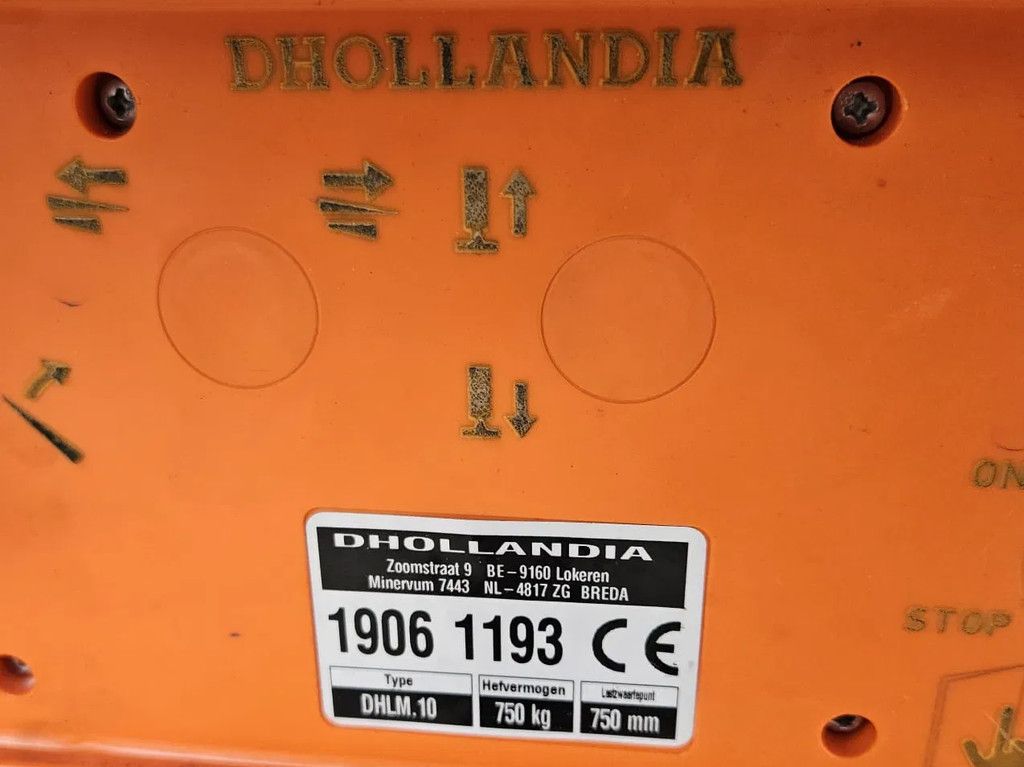 DHOLLANDIA
ON
STOP
DHOLLANDIA
Zoomstraat 9 BE-9160 Lokeren
Minervum 7443 NL-4817 ZG BREDA
1906 1193 CE
Type Hefvermogen Lastzwaartepunt
DHLM.10 750 kg 750 mm